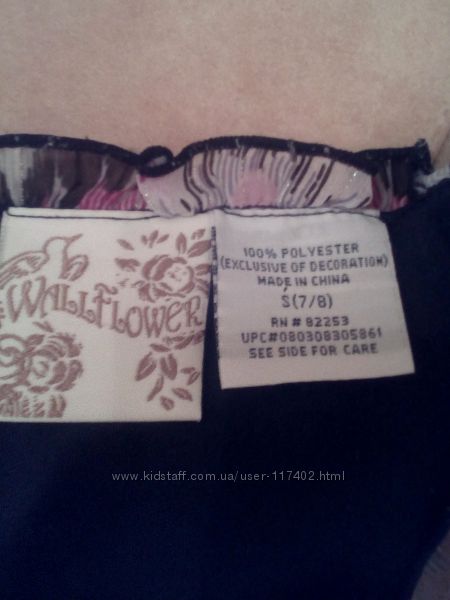 WALLFLOWER
100% POLYESTER
(EXCLUSIVE OF DECORATION)
MADE IN CHINA
S(7/8)
RN# 82253
UPC#080308305861
SEE SIDE FOR CARE
www.kidstaff.com.ua/user-117402.html